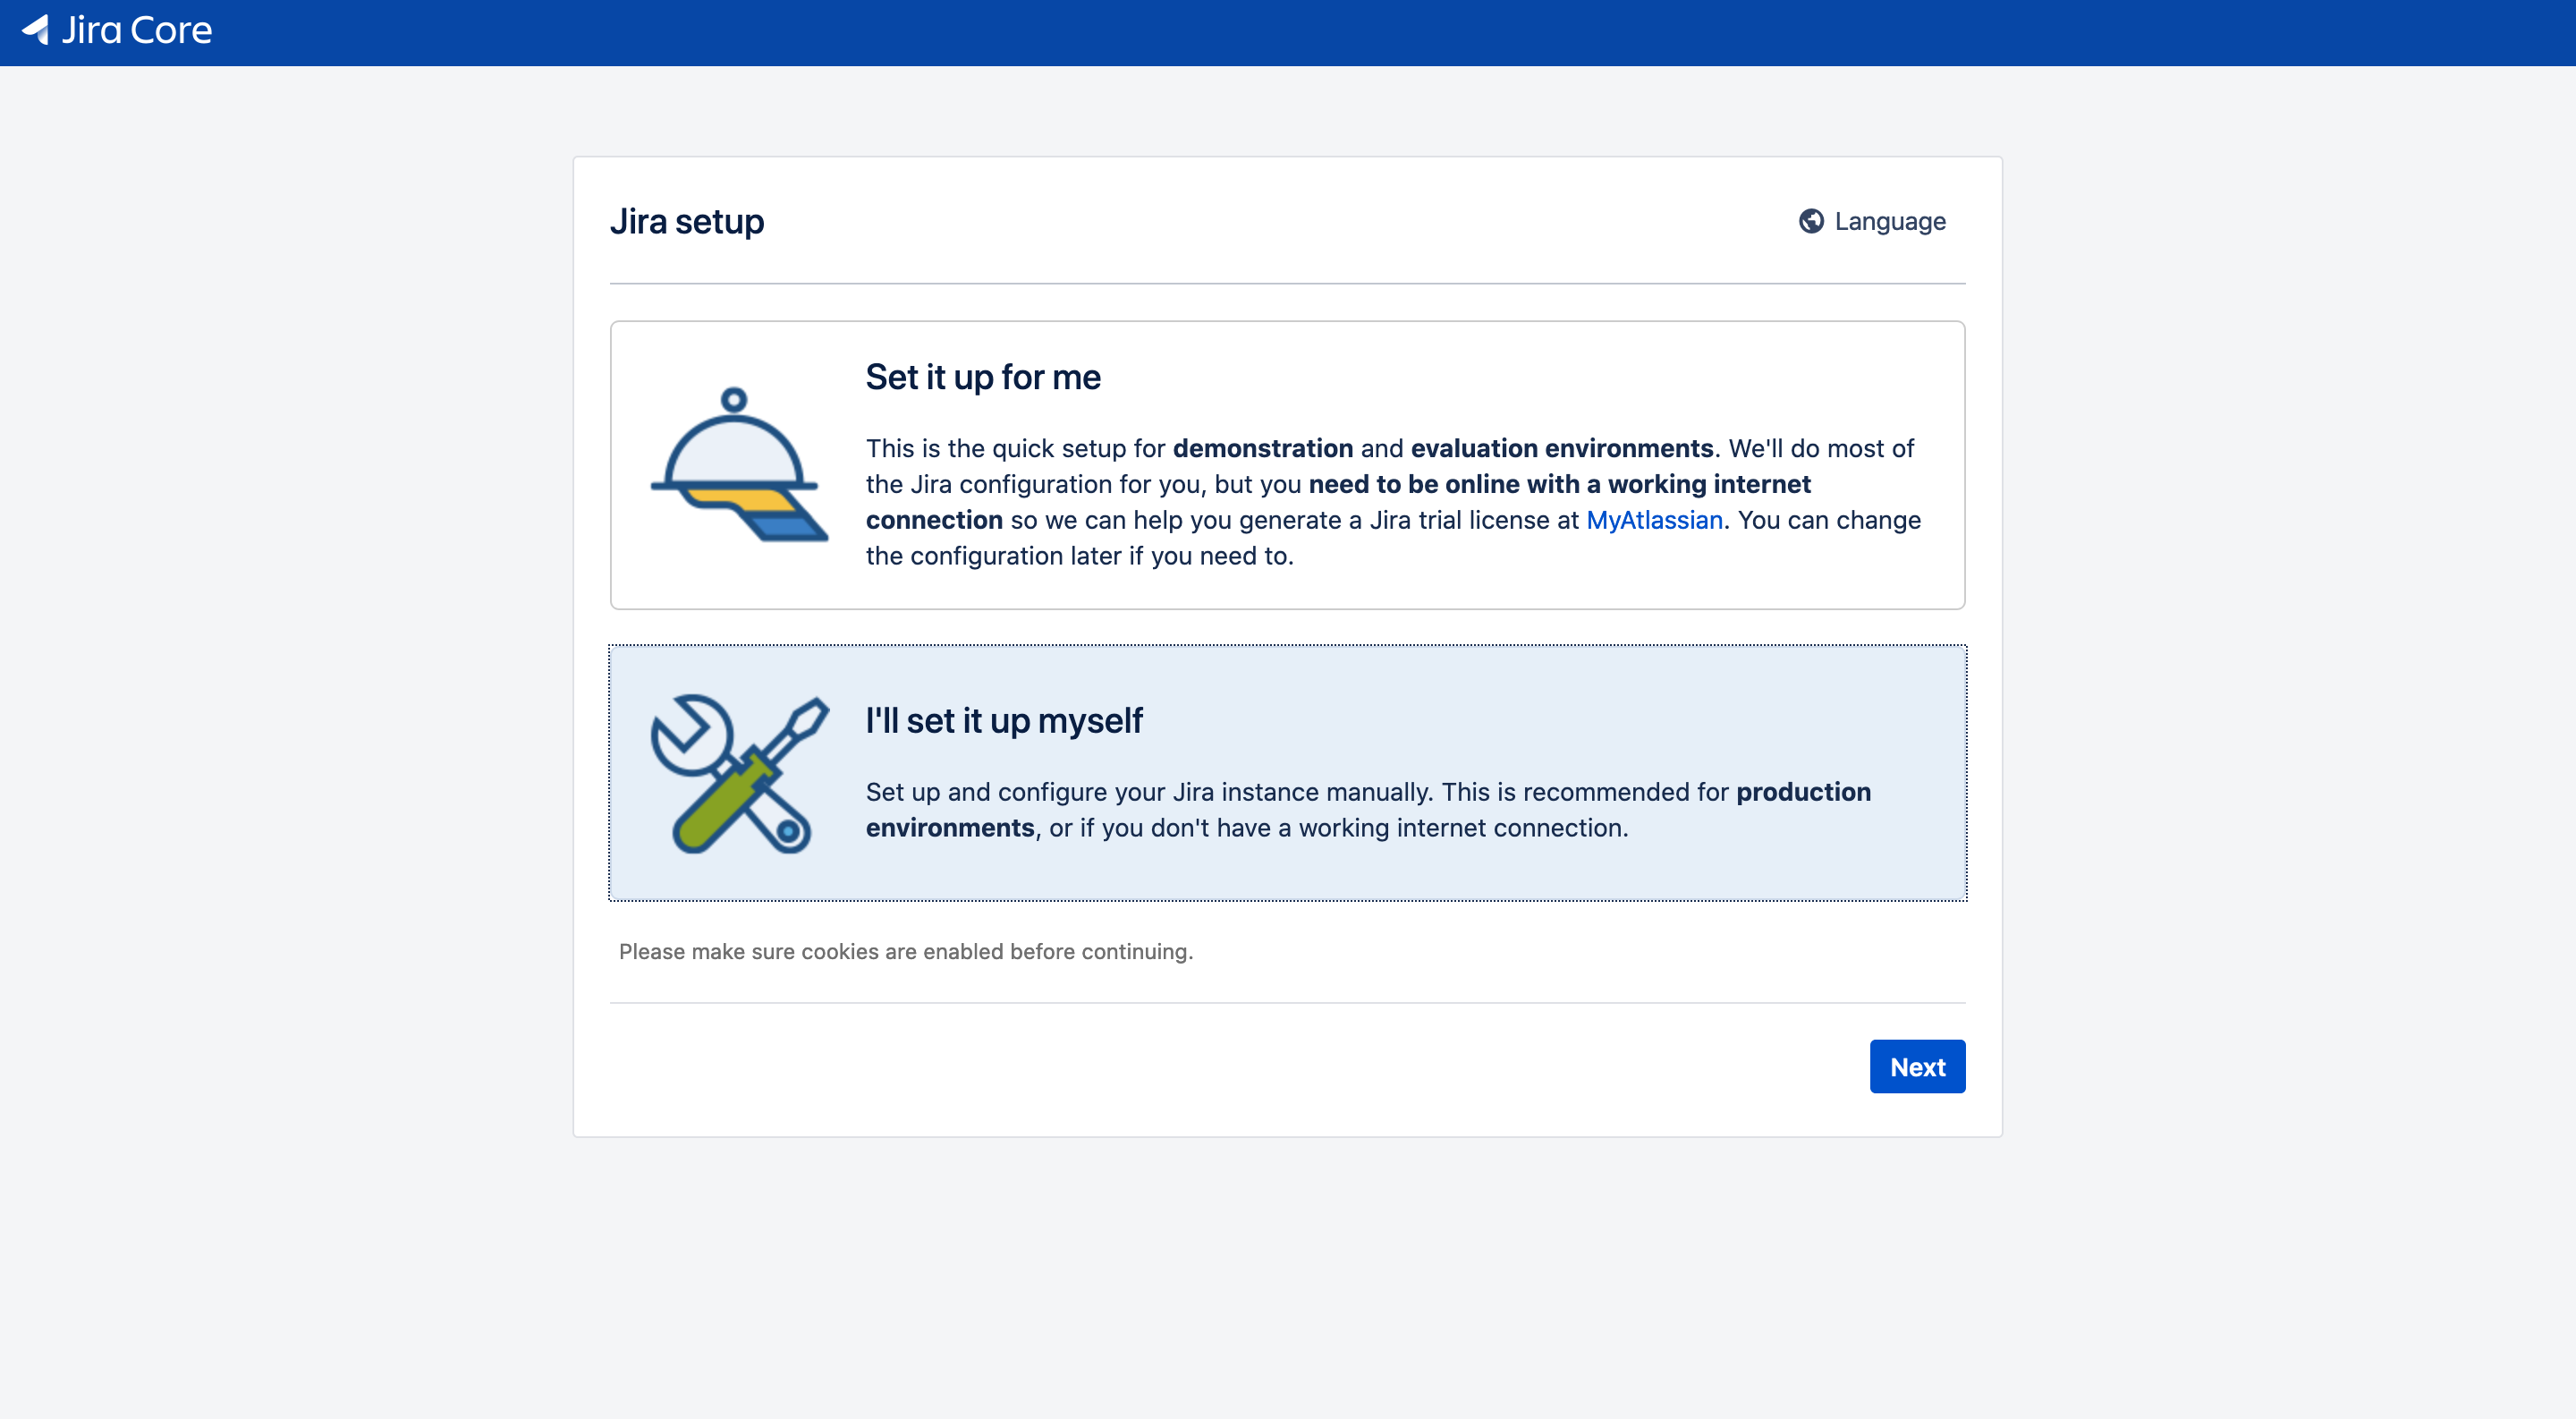 Jira Core
Jira setup
Language
Set it up for me
This is the quick setup for demonstration and evaluation environments. We'll do most of
the Jira configuration for you, but you need to be online with a working internet
connection so we can help you generate a Jira trial license at MyAtlassian. You can change
the configuration later if you need to.
I'll set it up myself
Set up and configure your Jira instance manually. This is recommended for production
environments, or if you don't have a working internet connection.
Please make sure cookies are enabled before continuing.
Next